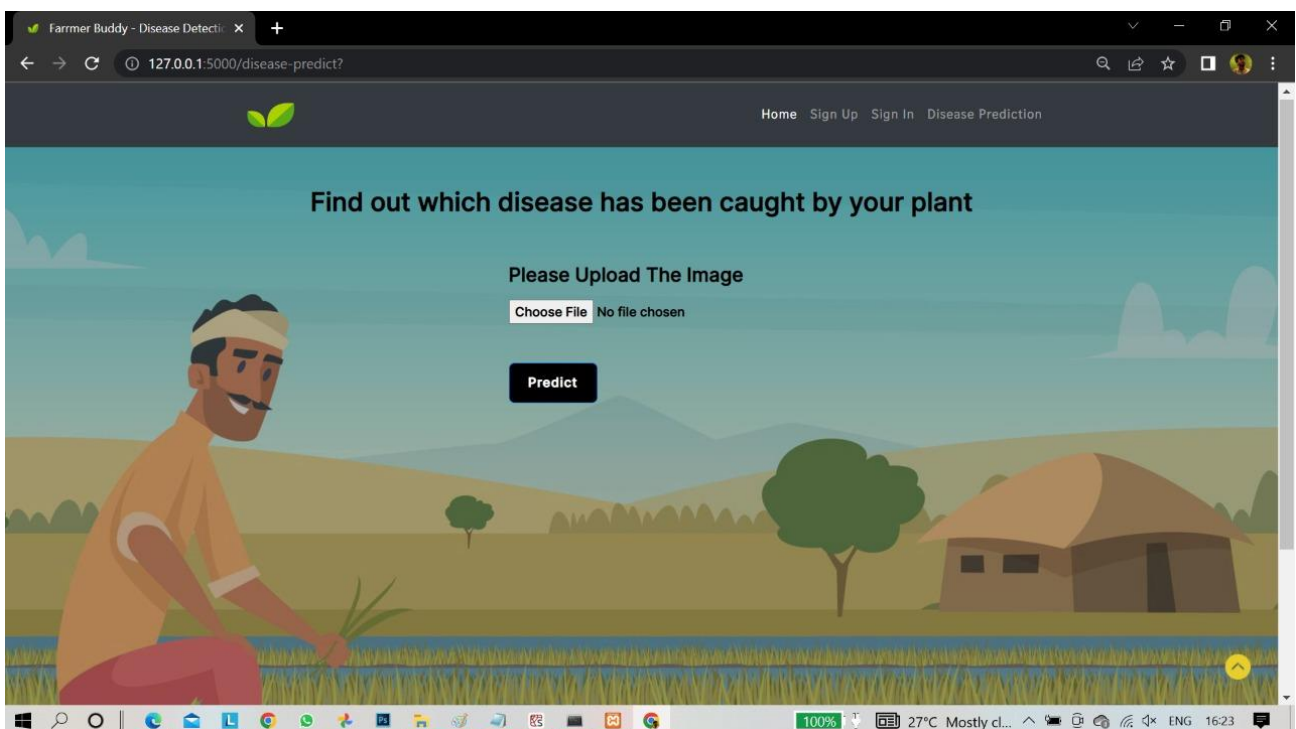 Farrmer Buddy - Disease Detectic
127.0.0.1:5000/disease-predict?
Home Sign Up Sign In Disease Prediction
Find out which disease has been caught by your plant
Please Upload The Image
Choose File No file chosen
Predict
L Ps 100% 27°C Mostly cl... ENG 16:23